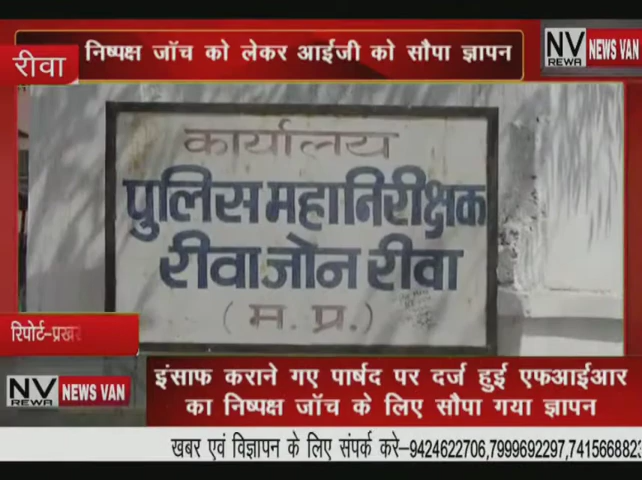 निष्पक्ष जॉच को लेकर आईजी को सौपा ज्ञापन
NV NEWS VAN
REWA
रीवा
कार्यालय
पुलिस महानिरीक्षक
रीवा जोन रीवा
( म. प्र.)
रिपोर्ट-
इंसाफ कराने गए पार्षद पर दर्ज हुई एफआईआर
का निष्पक्ष जॉच के लिए सौपा गया ज्ञापन
NV NEWS VAN
REWA
खबर एवं विज्ञापन के लिए संपर्क करे–9424622706,7999692297,7415668823